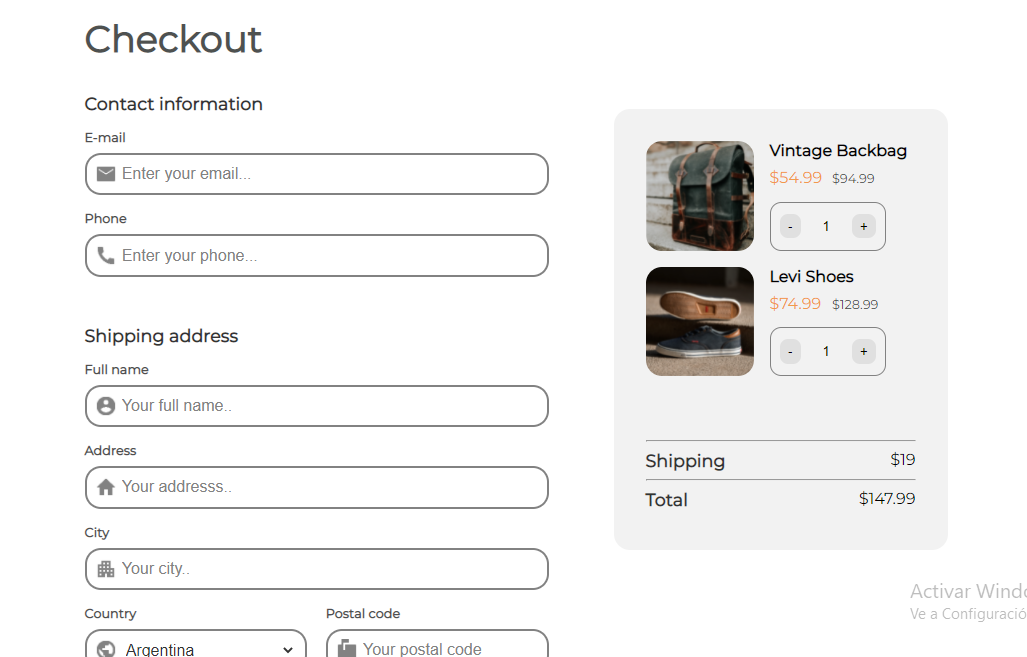 Checkout
Contact information
E-mail
Enter your email...
Phone
Enter your phone...
Shipping address
Full name
Your full name..
Address
Your addresss..
City
Your city..
Country
Postal code
Argentina
Your postal code
Vintage Backbag
$54.99 $94.99
- 1 +
Levi Shoes
$74.99 $128.99
- 1 +
Shipping $19
Total $147.99
Activar Windo
Ve a Configuració